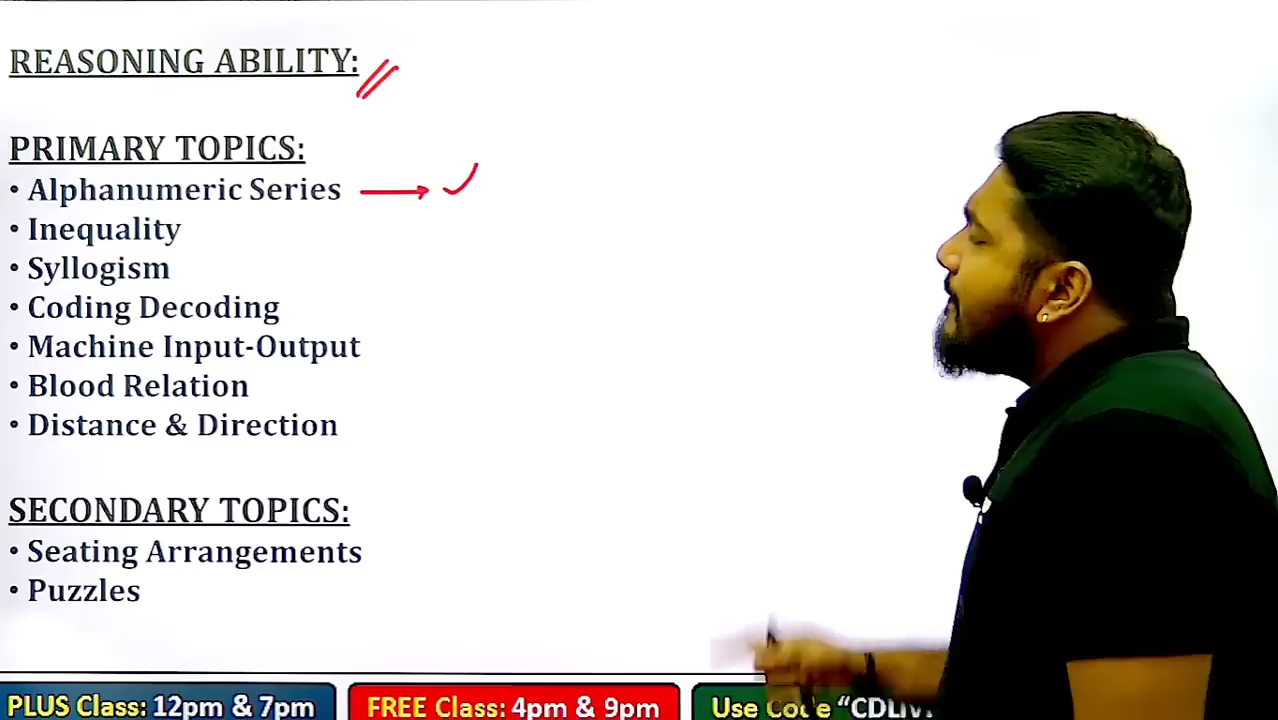 REASONING ABILITY:
PRIMARY TOPICS:
• Alphanumeric Series
• Inequality
• Syllogism
• Coding Decoding
• Machine Input-Output
• Blood Relation
• Distance & Direction
SECONDARY TOPICS:
• Seating Arrangements
• Puzzles
PLUS Class: 12pm & 7pm
FREE Class: 4pm & 9pm
Use Code